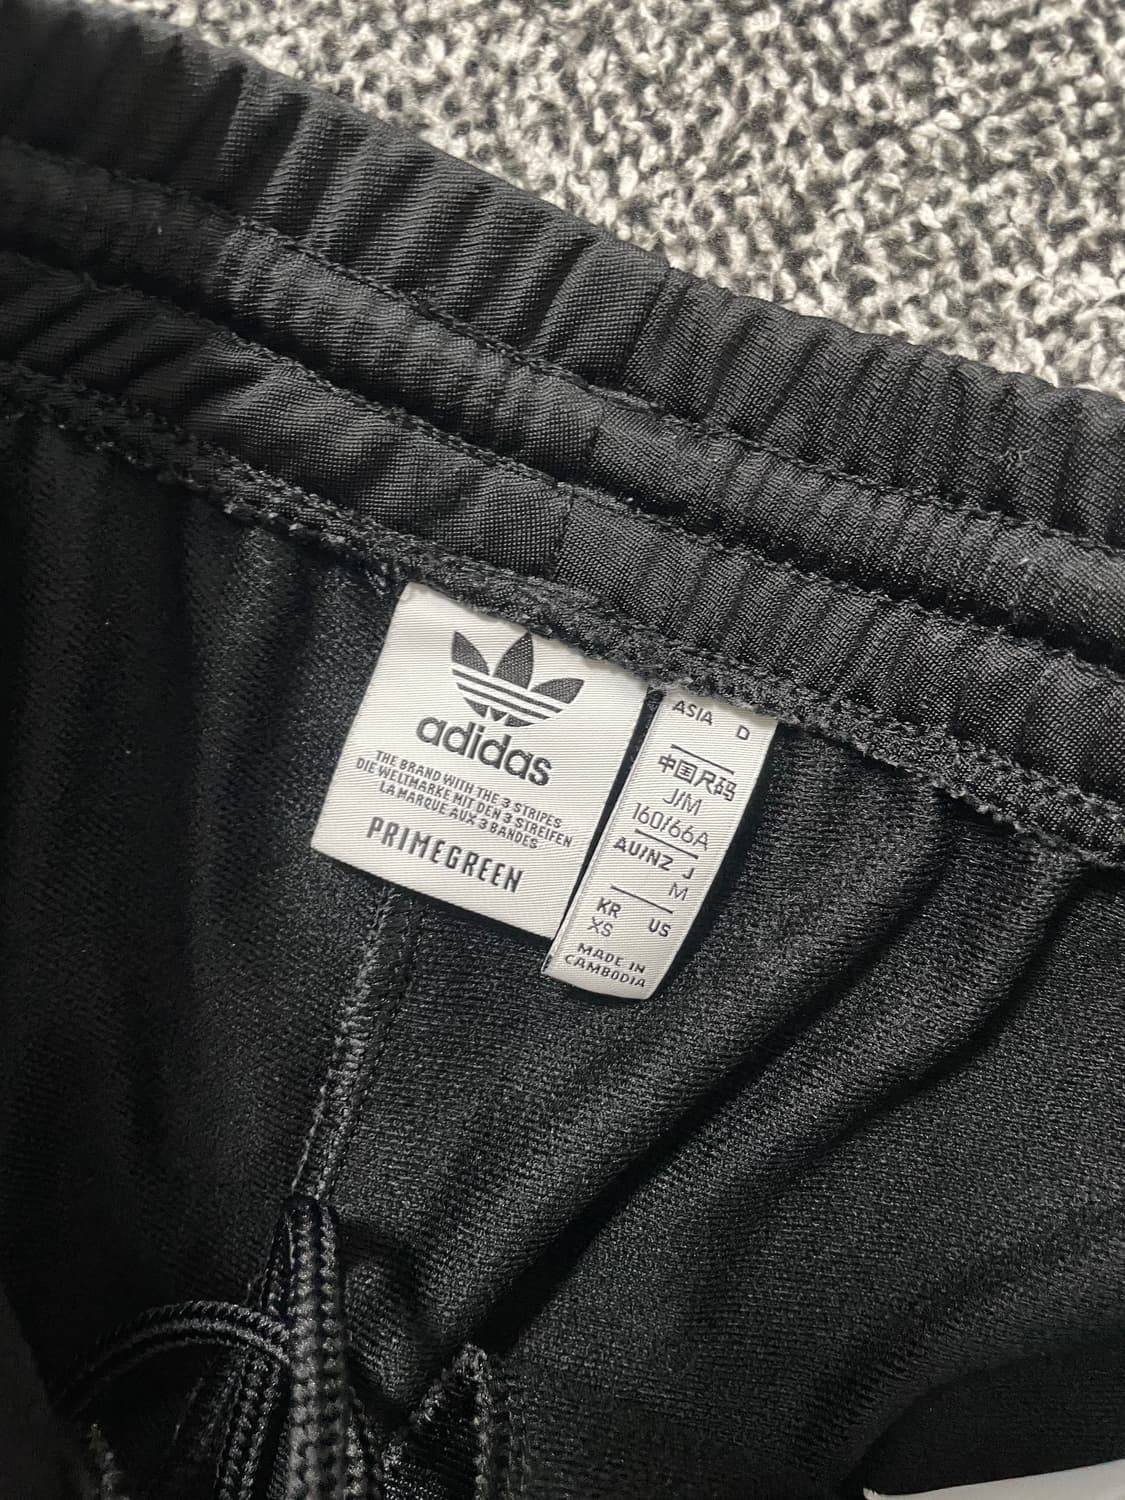 adidas
THE BRAND WITH THE 3 STRIPES
DIE WELTMARKE MIT DEN 3 STREIFEN
LA MARQUE AUX 3 BANDES
PRIMEGREEN
ASIA
D
中国尺码
J/M
160/66A
AU/NZ J
M
KR US
XS
MADE IN
CAMBODIA